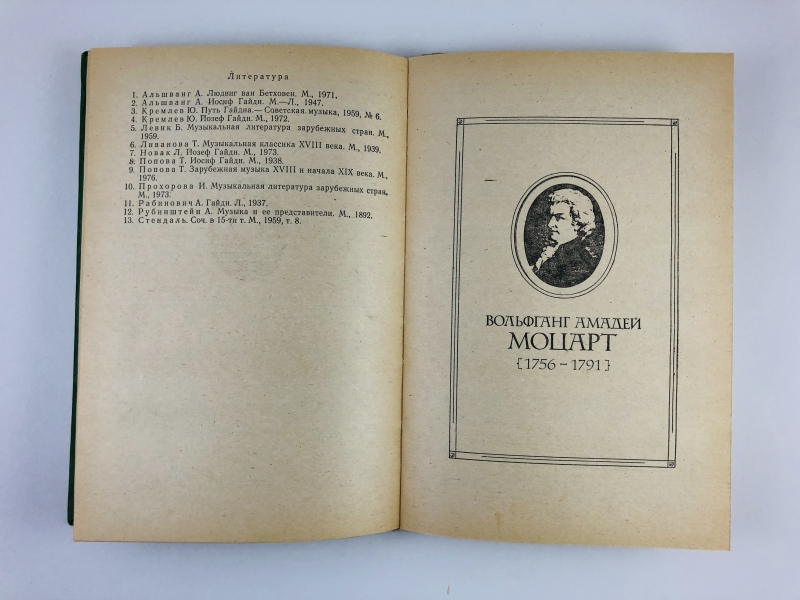 Литература
1. Альшванг А. Людвиг ван Бетховен. М., 1971.
2. Альшванг А. Иосиф Гайдн. М.—Л., 1947.
3. Кремлев Ю. Путь Гайдна.— Советская музыка, 1959, № 6.
4. Кремлев Ю. Йозеф Гайдн. М., 1972.
5. Левик Б. Музыкальная литература зарубежных стран. М.,
1959.
6. Ливанова Т. Музыкальная классика XVIII века. М., 1939.
7. Новак Л. Йозеф Гайдн. М., 1973.
8. Попова Т. Иосиф Гайдн. М., 1938.
9. Попова Т. Зарубежная музыка XVIII и начала XIX века. М.,
1976.
10. Прохорова И. Музыкальная литература зарубежных стран.
М., 1973.
11. Рабинович А. Гайдн. Л., 1937.
12. Рубинштейн А. Музыка и ее представители. М., 1892.
13. Стендаль. Соч. в 15-ти т. М., 1959, т. 8.
ВОЛЬФГАНГ АМАДЕЙ
МОЦАРТ
{1756 – 1791}